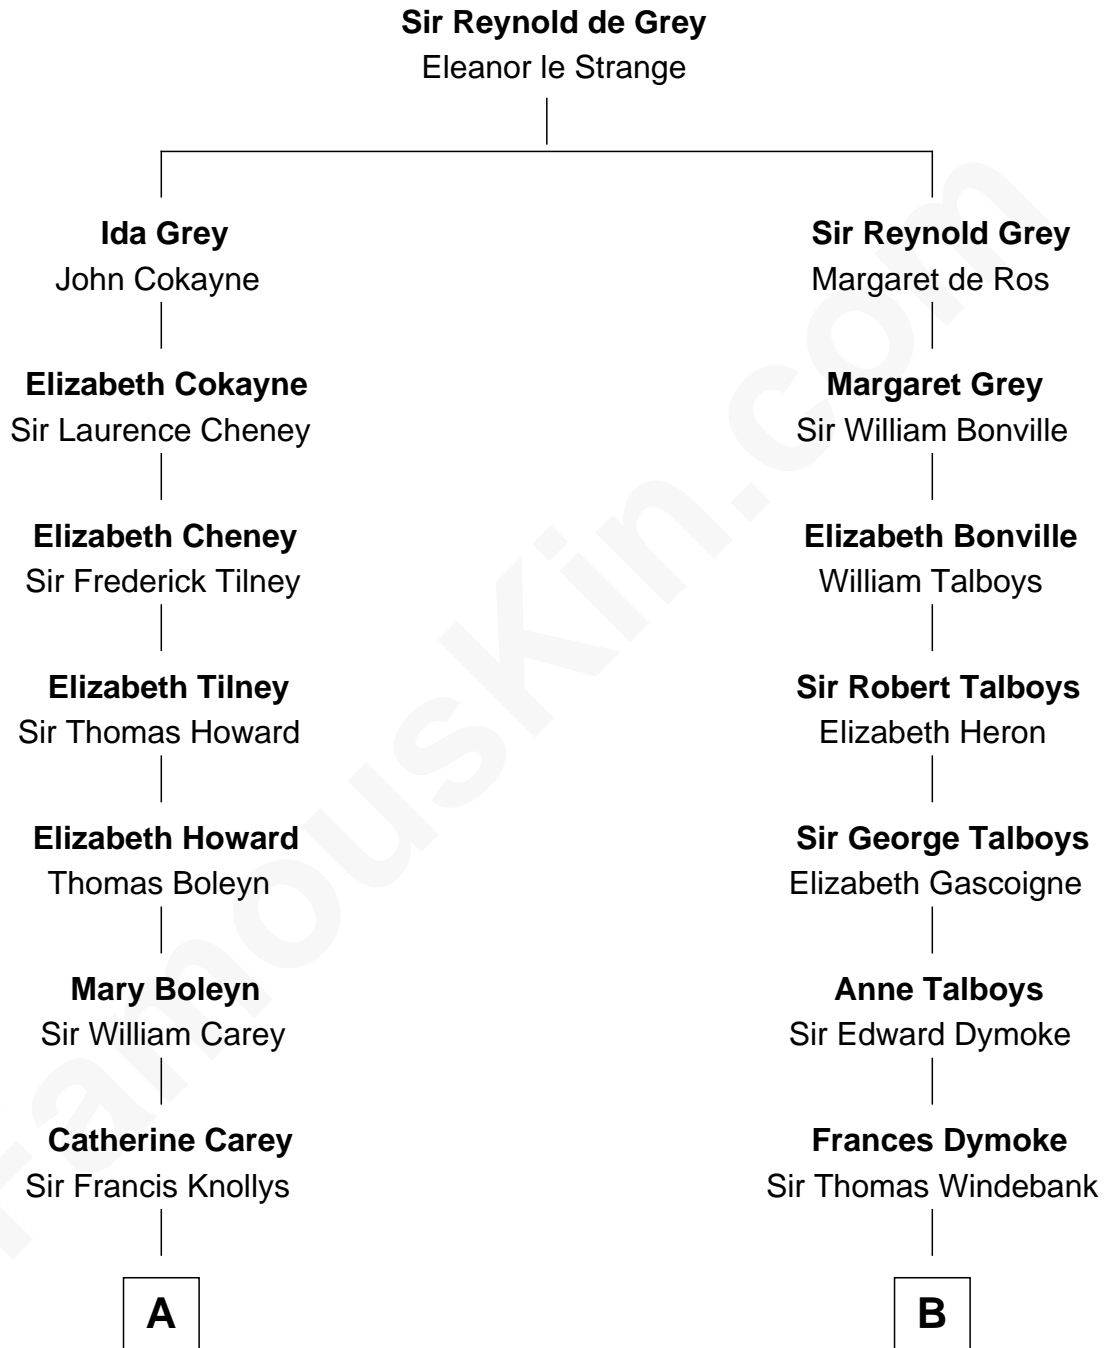 Sir Reynold de Grey
Eleanor le Strange
Ida Grey
John Cokayne
Sir Reynold Grey
Margaret de Ros
Elizabeth Cokayne
Sir Laurence Cheney
Margaret Grey
Sir William Bonville
Elizabeth Cheney
Sir Frederick Tilney
Elizabeth Bonville
William Talboys
Elizabeth Tilney
Sir Thomas Howard
Sir Robert Talboys
Elizabeth Heron
Elizabeth Howard
Thomas Boleyn
Sir George Talboys
Elizabeth Gascoigne
Mary Boleyn
Sir William Carey
Anne Talboys
Sir Edward Dymoke
Catherine Carey
Sir Francis Knollys
Frances Dymoke
Sir Thomas Windebank
A
B
FamousKin.com